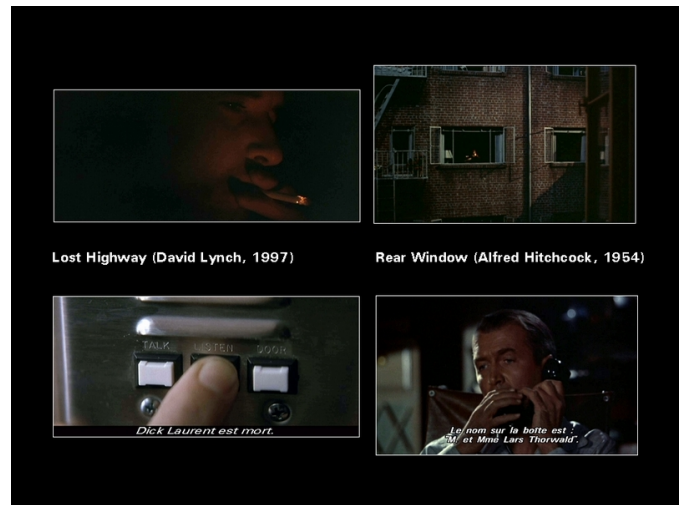 Lost Highway (David Lynch, 1997)
Rear Window (Alfred Hitchcock, 1954)
TALK LISTEN DOOR
Dick Laurent est mort.
Le nom sur la boîte est :
"M. et Mme Lars Thorwald".